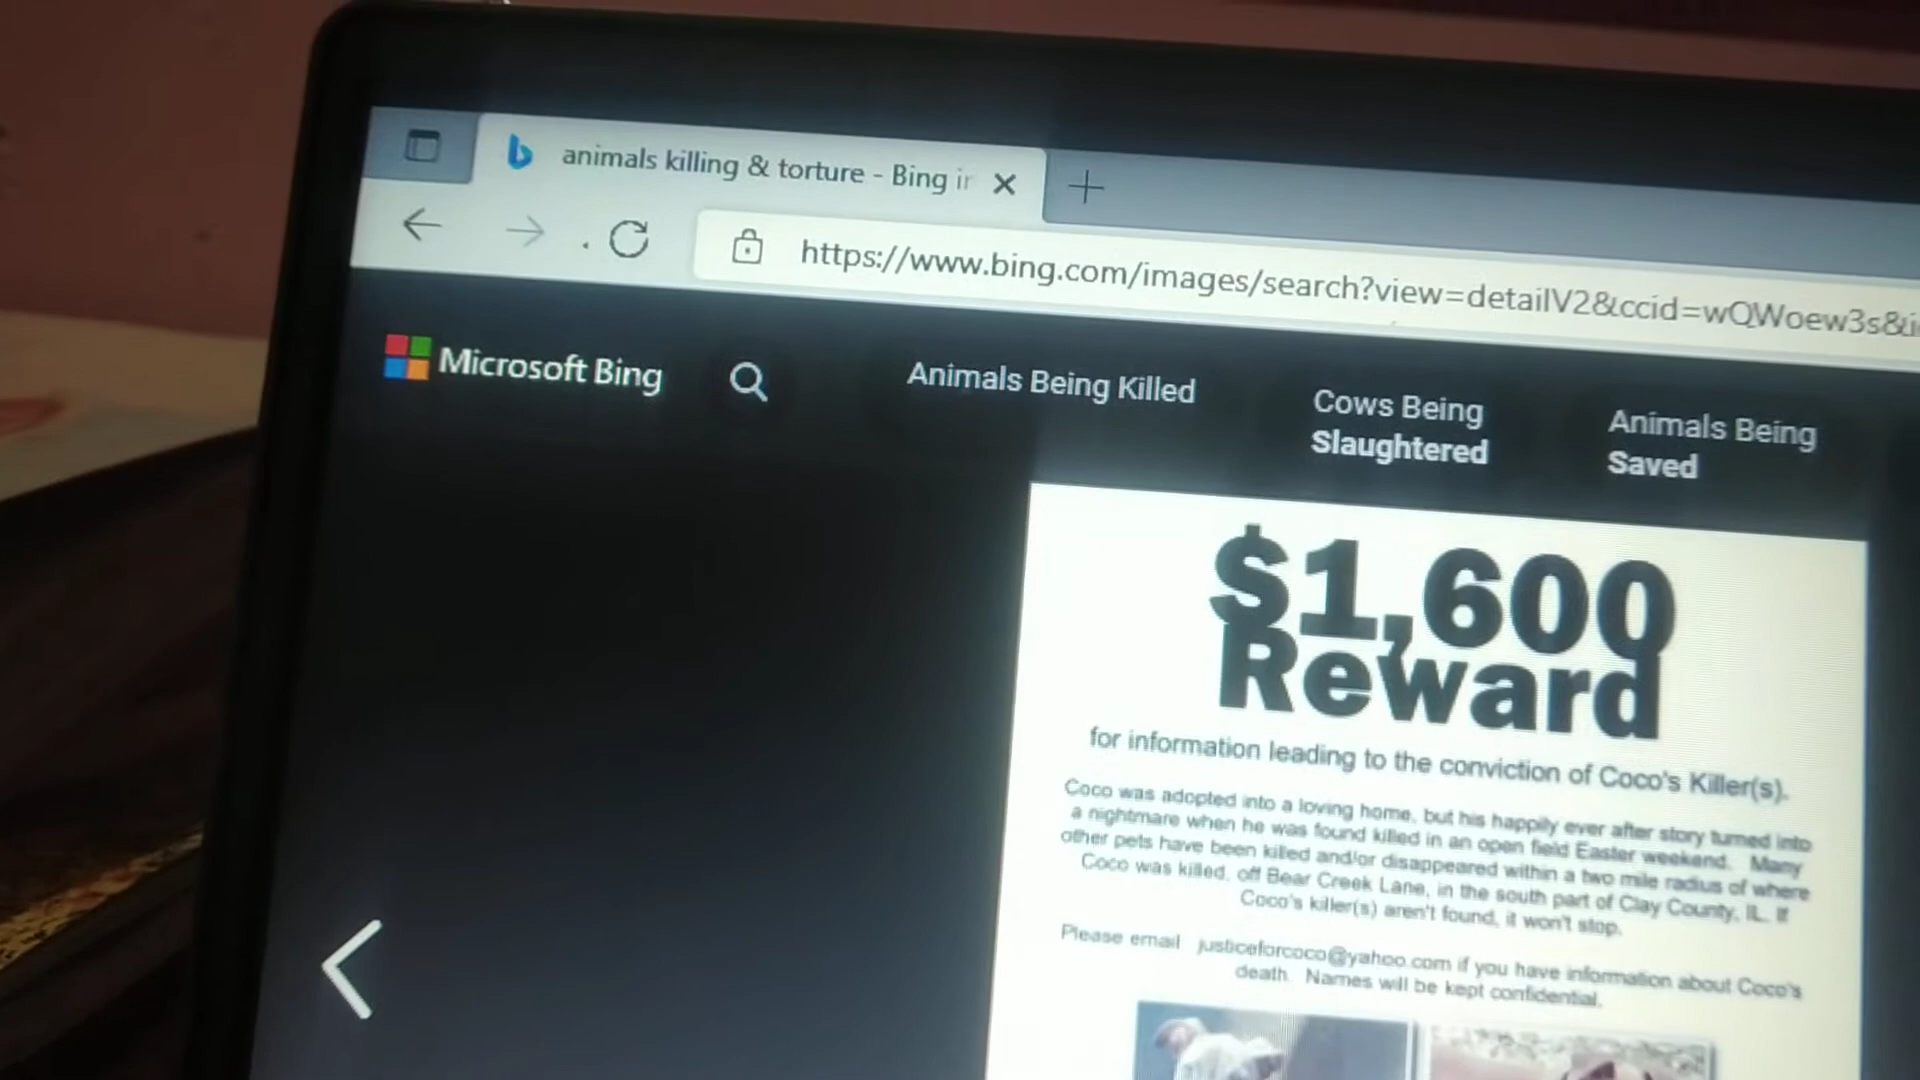 animals killing & torture - Bing
https://www.bing.com/images/search?view=detailV2&ccid=wQWoew3s&i
Microsoft Bing
Animals Being Killed
Cows Being
Slaughtered
Animals Being
Saved
$1,600
Reward
for information leading to the conviction of Coco's Killer(s).
Coco was adopted into a loving home, but his happily ever after story turned into
a nightmare when he was found killed in an open field Easter weekend. Many
other pets have been killed and/or disappeared within a two mile radius of where
Coco was killed, off Bear Creek Lane, in the south part of Clay County, IL. If
Coco's killer(s) aren't found, it won't stop.
Please email justiceforcoco@yahoo.com if you have information about Coco's
death. Names will be kept confidential.